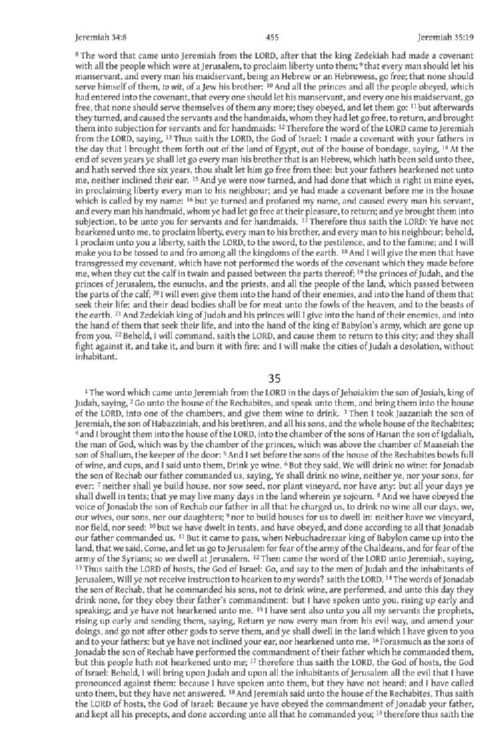 Jeremiah 34:8 455 Jeremiah 35:19
8 The word that came unto Jeremiah from the LORD, after that the king Zedekiah had made a covenant
with all the people which were at Jerusalem, to proclaim liberty unto them; 9 that every man should let his
manservant, and every man his maidservant, being an Hebrew or an Hebrewess, go free; that none should
serve himself of them, to wit, of a Jew his brother: 10 And all the princes and all the people obeyed, which
had entered into the covenant, that every one should let his manservant, and every one his maidservant, go
free, that none should serve themselves of them any more; they obeyed, and let them go: 11 but afterwards
they turned, and caused the servants and the handmaids, whom they had let go free, to return, and brought
them into subjection for servants and for handmaids: 12 Therefore the word of the LORD came to Jeremiah
from the LORD, saying, 13 Thus saith the LORD, the God of Israel: I made a covenant with your fathers in
the day that I brought them forth out of the land of Egypt, out of the house of bondage, saying, 14 At the
end of seven years ye shall let go every man his brother that is an Hebrew, which hath been sold unto thee,
and hath served thee six years, thou shalt let him go free from thee: but your fathers hearkened not unto
me, neither inclined their ear. 15 And ye were now turned, and had done that which is right in mine eyes,
in proclaiming liberty every man to his neighbour; and ye had made a covenant before me in the house
which is called by my name: 16 but ye turned and profaned my name, and caused every man his servant,
and every man his handmaid, whom ye had let go free at their pleasure, to return; and ye brought them into
subjection, to be unto you for servants and for handmaids. 17 Therefore thus saith the LORD: Ye have not
hearkened unto me, to proclaim liberty, every man to his brother, and every man to his neighbour: behold,
I proclaim unto you a liberty, saith the LORD, to the sword, to the pestilence, and to the famine; and I will
make you to be tossed to and fro among all the kingdoms of the earth. 18 And I will give the men that have
transgressed my covenant, which have not performed the words of the covenant which they made before
me, when they cut the calf in twain and passed between the parts thereof; 19 the princes of Judah, and the
princes of Jerusalem, the eunuchs, and the priests, and all the people of the land, which passed between
the parts of the calf; 20 I will even give them into the hand of their enemies, and into the hand of them that
seek their life: and their dead bodies shall be for meat unto the fowls of the heaven, and to the beasts of
the earth. 21 And Zedekiah king of Judah and his princes will I give into the hand of their enemies, and into
the hand of them that seek their life, and into the hand of the king of Babylon's army, which are gone up
from you. 22 Behold, I will command, saith the LORD, and cause them to return to this city; and they shall
fight against it, and take it, and burn it with fire: and I will make the cities of Judah a desolation, without
inhabitant.
35
1 The word which came unto Jeremiah from the LORD in the days of Jehoiakim the son of Josiah, king of
Judah, saying, 2 Go unto the house of the Rechabites, and speak unto them, and bring them into the house
of the LORD, into one of the chambers, and give them wine to drink. 3 Then I took Jaazaniah the son of
Jeremiah, the son of Habazziniah, and his brethren, and all his sons, and the whole house of the Rechabites;
4 and I brought them into the house of the LORD, into the chamber of the sons of Hanan the son of Igdaliah,
the man of God, which was by the chamber of the princes, which was above the chamber of Maaseiah the
son of Shallum, the keeper of the door: 5 And I set before the sons of the house of the Rechabites bowls full
of wine, and cups, and I said unto them, Drink ye wine. 6 But they said, We will drink no wine: for Jonadab
the son of Rechab our father commanded us, saying, Ye shall drink no wine, neither ye, nor your sons, for
ever: 7 neither shall ye build house, nor sow seed, nor plant vineyard, nor have any: but all your days ye
shall dwell in tents; that ye may live many days in the land wherein ye sojourn. 8 And we have obeyed the
voice of Jonadab the son of Rechab our father in all that he charged us, to drink no wine all our days, we,
our wives, our sons, nor our daughters; 9 nor to build houses for us to dwell in: neither have we vineyard,
nor field, nor seed: 10 but we have dwelt in tents, and have obeyed, and done according to all that Jonadab
our father commanded us. 11 But it came to pass, when Nebuchadrezzar king of Babylon came up into the
land, that we said, Come, and let us go to Jerusalem for fear of the army of the Chaldeans, and for fear of the
army of the Syrians; so we dwell at Jerusalem. 12 Then came the word of the LORD unto Jeremiah, saying,
13 Thus saith the LORD of hosts, the God of Israel: Go, and say to the men of Judah and the inhabitants of
Jerusalem, Will ye not receive instruction to hearken to my words? saith the LORD. 14 The words of Jonadab
the son of Rechab, that he commanded his sons, not to drink wine, are performed, and unto this day they
drink none, for they obey their father's commandment: but I have spoken unto you, rising up early and
speaking; and ye have not hearkened unto me. 15 I have sent also unto you all my servants the prophets,
rising up early and sending them, saying, Return ye now every man from his evil way, and amend your
doings, and go not after other gods to serve them, and ye shall dwell in the land which I have given to you
and to your fathers: but ye have not inclined your ear, nor hearkened unto me. 16 Forasmuch as the sons of
Jonadab the son of Rechab have performed the commandment of their father which he commanded them,
but this people hath not hearkened unto me; 17 therefore thus saith the LORD, the God of hosts, the God
of Israel: Behold, I will bring upon Judah and upon all the inhabitants of Jerusalem all the evil that I have
pronounced against them: because I have spoken unto them, but they have not heard; and I have called
unto them, but they have not answered. 18 And Jeremiah said unto the house of the Rechabites, Thus saith
the LORD of hosts, the God of Israel: Because ye have obeyed the commandment of Jonadab your father,
and kept all his precepts, and done according unto all that he commanded you; 19 therefore thus saith the